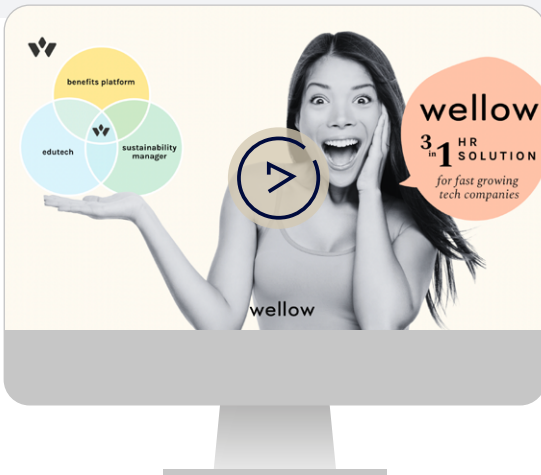 benefits platform
edutech
sustainability
manager
wellow
3 in 1 HR
SOLUTION
for fast growing
tech companies
wellow